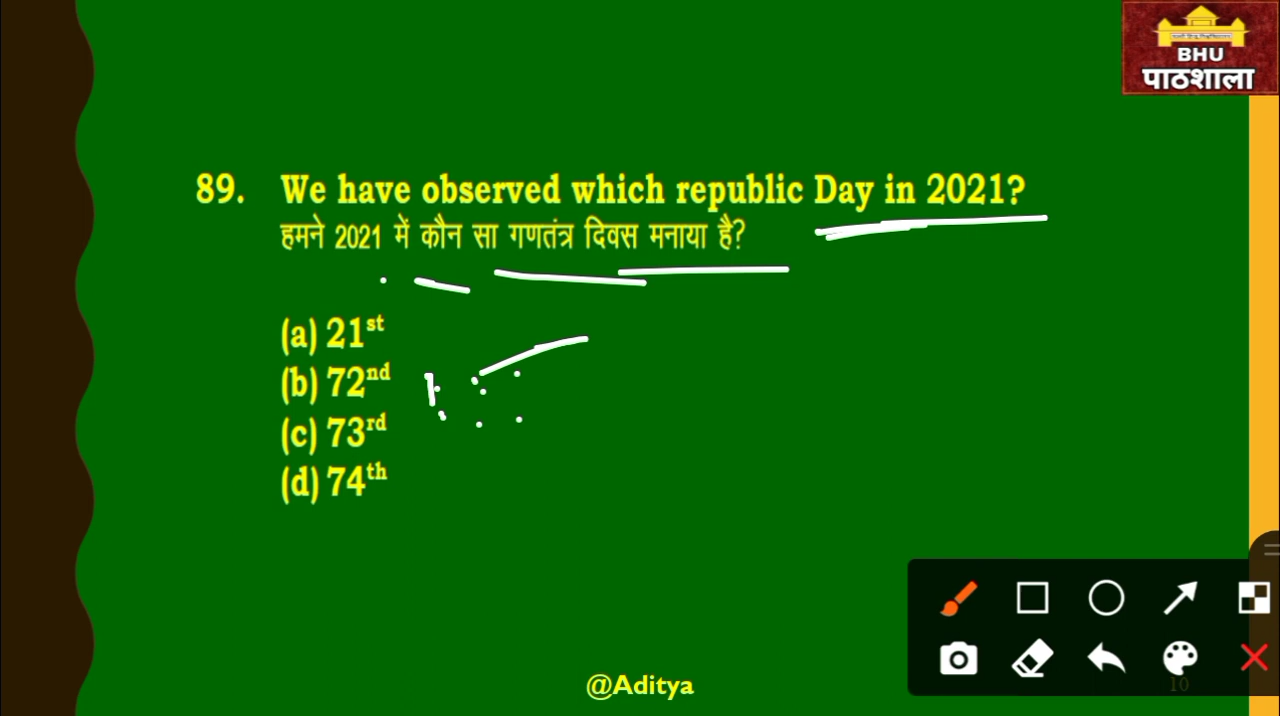 BHU
पाठशाला
89. We have observed which republic Day in 2021?
हमने 2021 में कौन सा गणतंत्र दिवस मनाया है?
(a) 21st
(b) 72nd
(c) 73rd
(d) 74th
10
@Aditya